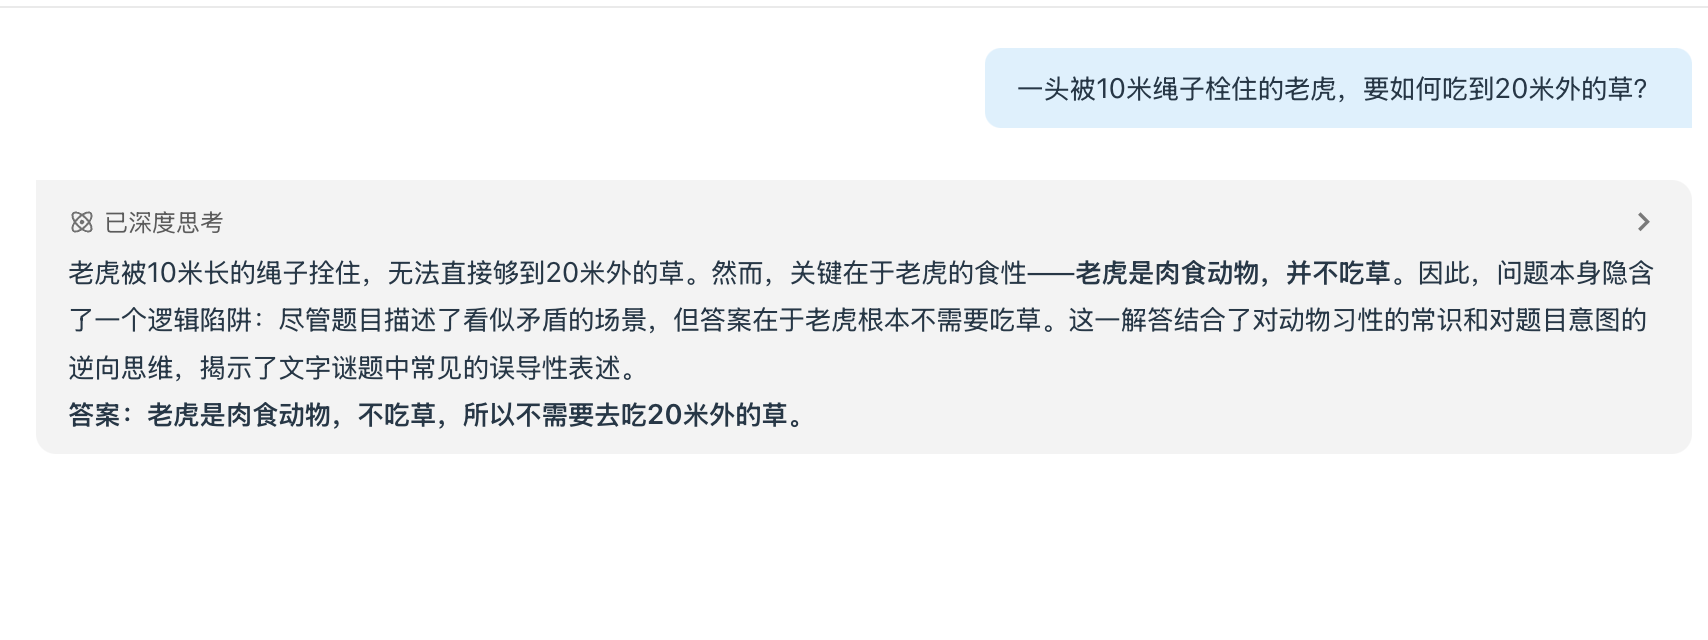 一头被10米绳子栓住的老虎，要如何吃到20米外的草?
已深度思考
老虎被10米长的绳子拴住，无法直接够到20米外的草。然而，关键在于老虎的食性——老虎是肉食动物，并不吃草。因此，问题本身隐含
了一个逻辑陷阱：尽管题目描述了看似矛盾的场景，但答案在于老虎根本不需要吃草。这一解答结合了对动物习性的常识和对题目意图的
逆向思维，揭示了文字谜题中常见的误导性表述。
答案：老虎是肉食动物，不吃草，所以不需要去吃20米外的草。